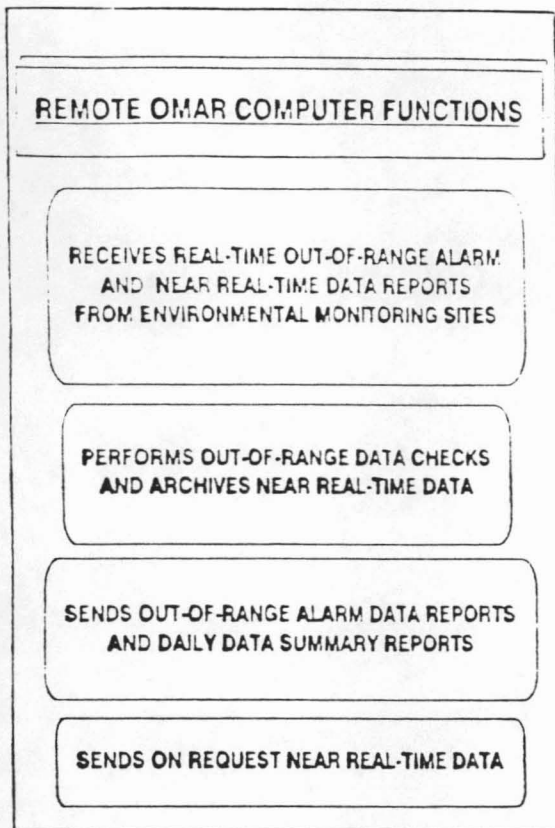 REMOTE OMAR COMPUTER FUNCTIONS
RECEIVES REAL-TIME OUT-OF-RANGE ALARM
AND NEAR REAL-TIME DATA REPORTS
FROM ENVIRONMENTAL MONITORING SITES
PERFORMS OUT-OF-RANGE DATA CHECKS
AND ARCHIVES NEAR REAL-TIME DATA
SENDS OUT-OF-RANGE ALARM DATA REPORTS
AND DAILY DATA SUMMARY REPORTS
SENDS ON REQUEST NEAR REAL-TIME DATA